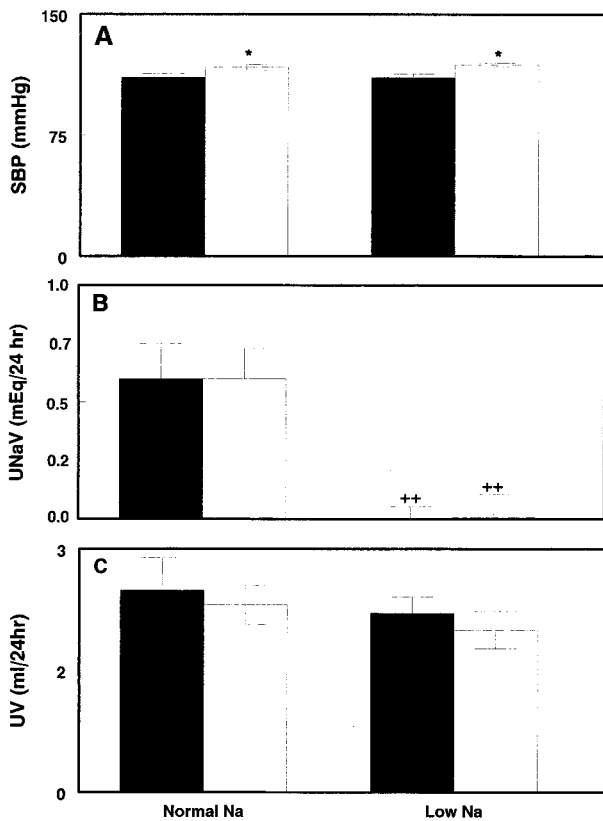 A
150
75
0
SBP (mmHg)
*
*
B
1.0
0.7
0.5
0.2
0.0
UNaV (mEq/24 hr)
++
++
C
3
2
0
UV (ml/24hr)
Normal Na
Low Na